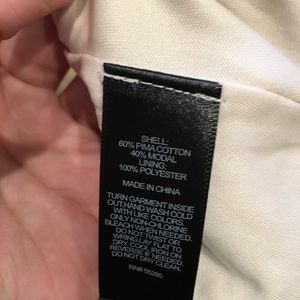 SHELL:
60% PIMA COTTON
40% MODAL
LINING:
100% POLYESTER
MADE IN CHINA
TURN GARMENT INSIDE
OUT.HAND WASH COLD
WITH LIKE COLORS.
ONLY NON-CHLORINE
BLEACH WHEN NEEDED.
DO NOT TWIST OR
WRING.LAY FLAT TO
DRY. COOL IRON ON
REVERSE IF NEEDED.
DO NOT DRY CLEAN.
RN#